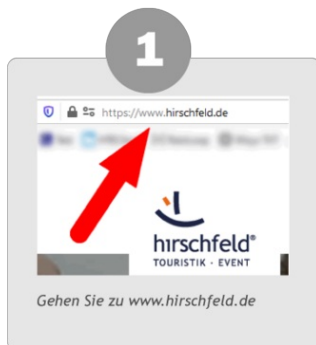 1
https://www.hirschfeld.de
hirschfeld®
TOURISTIK - EVENT
Gehen Sie zu www.hirschfeld.de